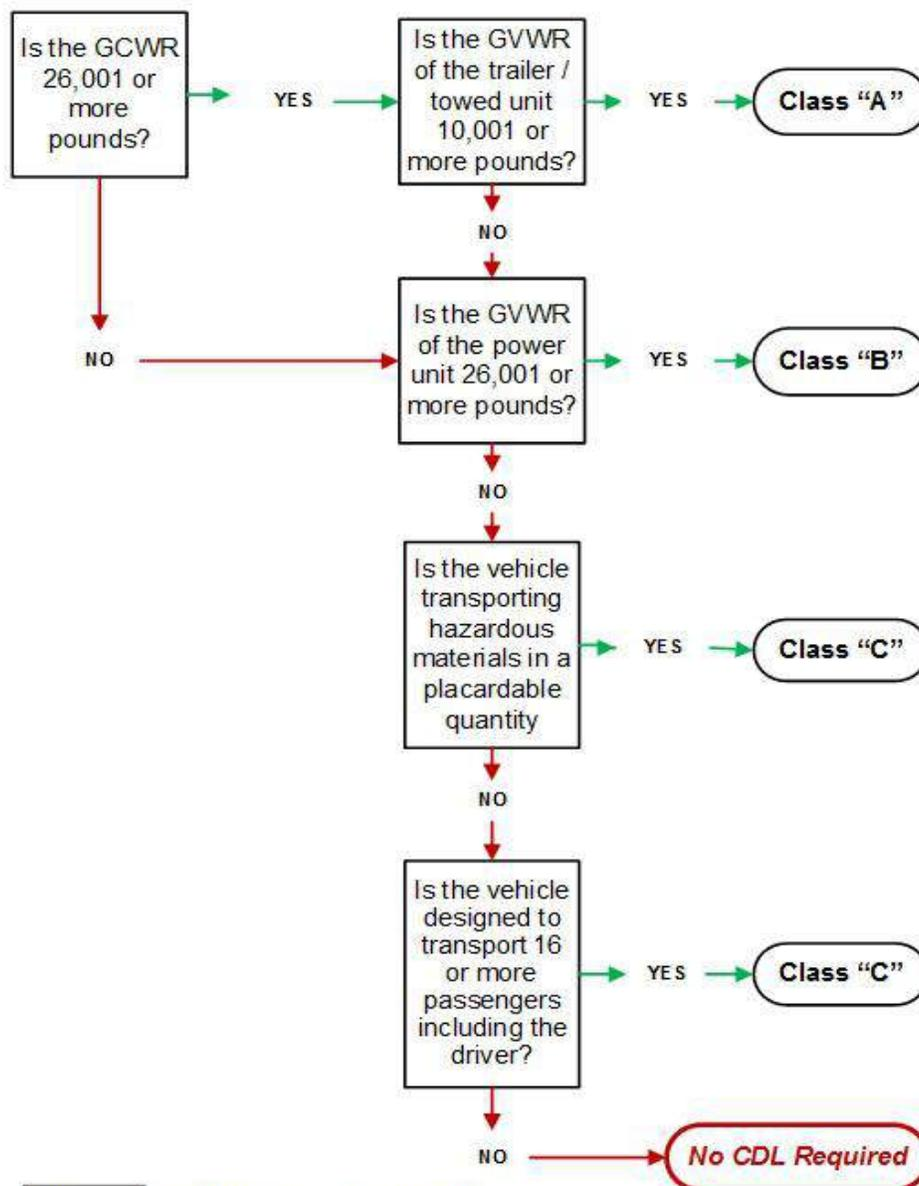 Is the GCWR
26,001 or
more
pounds?
YES
Is the GVWR
of the trailer /
towed unit
10,001 or
more pounds?
YES
Class “A”
NO
NO
Is the GVWR
of the power
unit 26,001 or
more pounds?
YES
Class “B”
NO
Is the vehicle
transporting
hazardous
materials in a
placardable
quantity
YES
Class “C”
NO
Is the vehicle
designed to
transport 16
or more
passengers
including the
driver?
YES
Class “C”
NO
No CDL Required